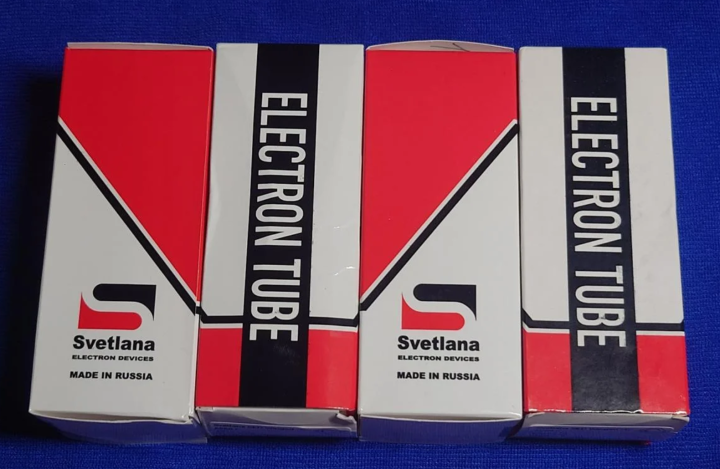 Svetlana
ELECTRON DEVICES
MADE IN RUSSIA
ELECTRON TUBE
Svetlana
ELECTRON DEVICES
MADE IN RUSSIA
ELECTRON TUBE